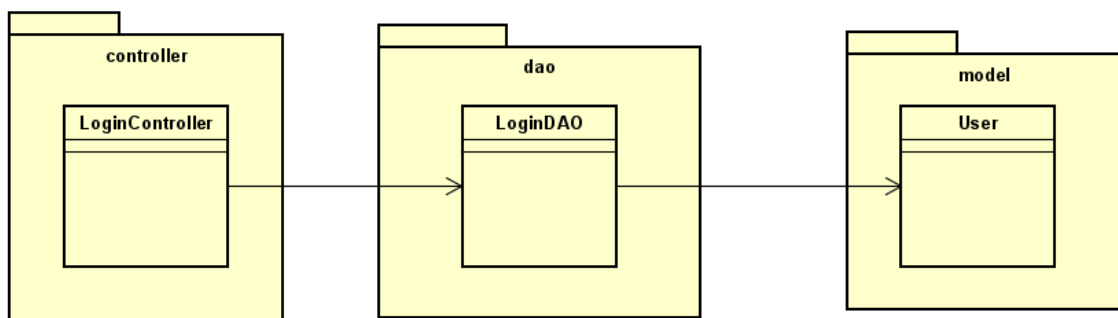 controller
LoginController
dao
LoginDAO
model
User